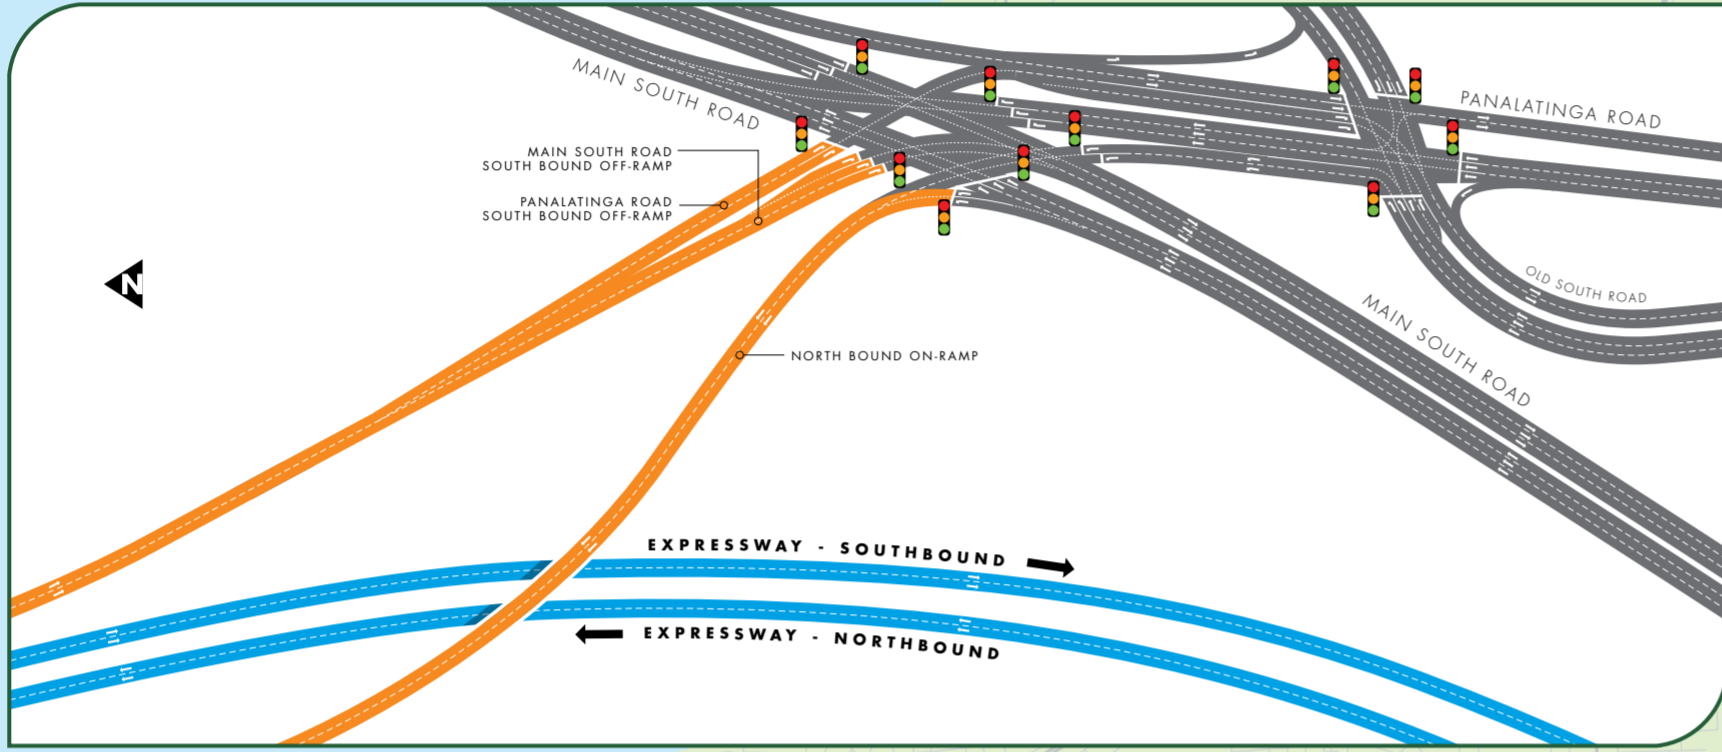 MAIN SOUTH ROAD
PANALATINGA ROAD
MAIN SOUTH ROAD
SOUTH BOUND OFF-RAMP
PANALATINGA ROAD
SOUTH BOUND OFF-RAMP
N
OLD SOUTH ROAD
MAIN SOUTH ROAD
NORTH BOUND ON-RAMP
EXPRESSWAY - SOUTHBOUND
EXPRESSWAY - NORTHBOUND